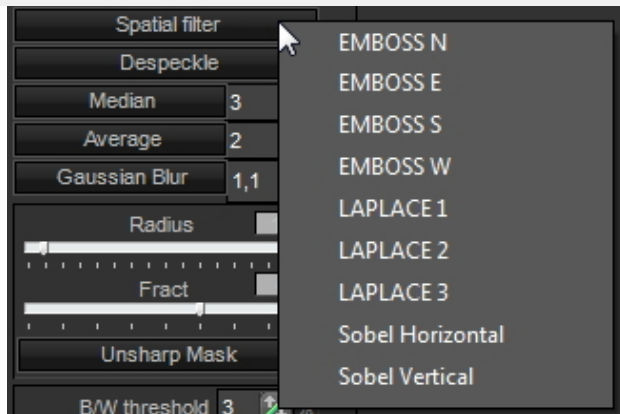 Spatial filter
Despeckle
Median 3
Average 2
Gaussian Blur 1,1
Radius
Fract
Unsharp Mask
B/W threshold 3
EMBOSS N
EMBOSS E
EMBOSS S
EMBOSS W
LAPLACE 1
LAPLACE 2
LAPLACE 3
Sobel Horizontal
Sobel Vertical